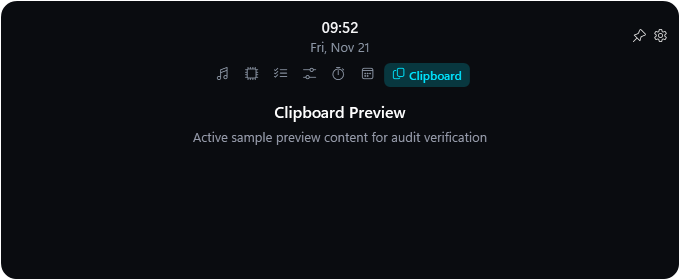 09:52
Fri, Nov 21
Clipboard
Clipboard Preview
Active sample preview content for audit verification